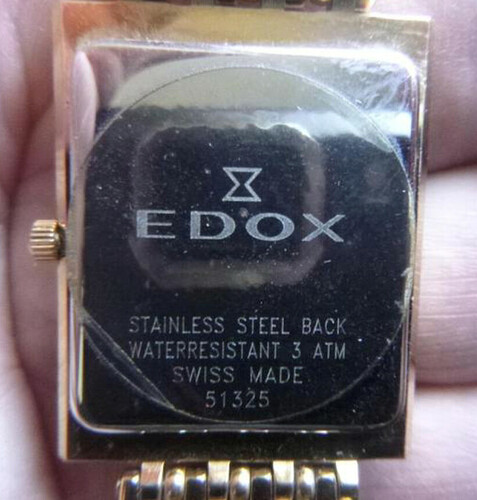 EDOX
STAINLESS STEEL BACK
WATERRESISTANT 3 ATM
SWISS MADE
51325